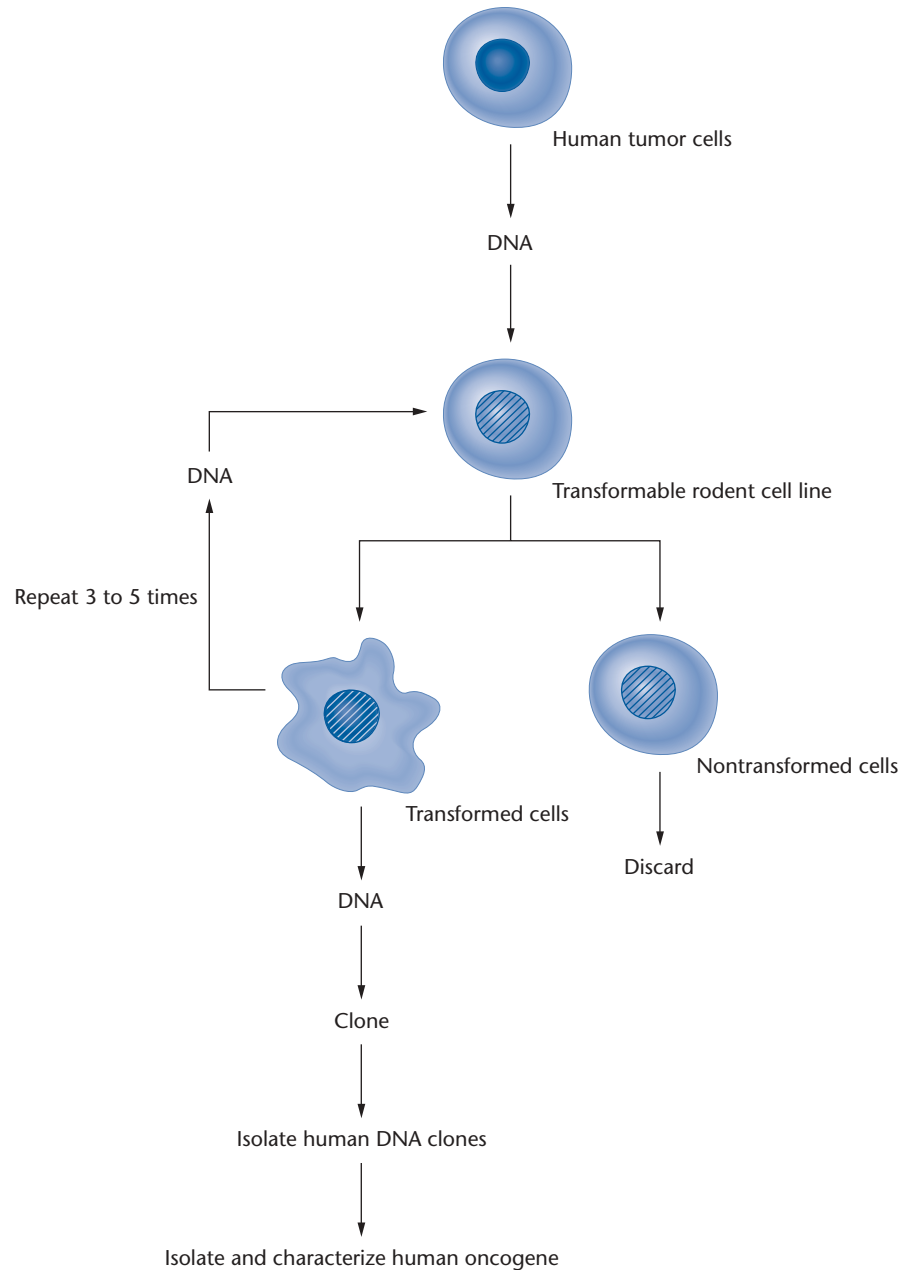 Human tumor cells
DNA
Transformable rodent cell line
DNA
Repeat 3 to 5 times
Transformed cells
Nontransformed cells
Discard
DNA
Clone
Isolate human DNA clones
Isolate and characterize human oncogene